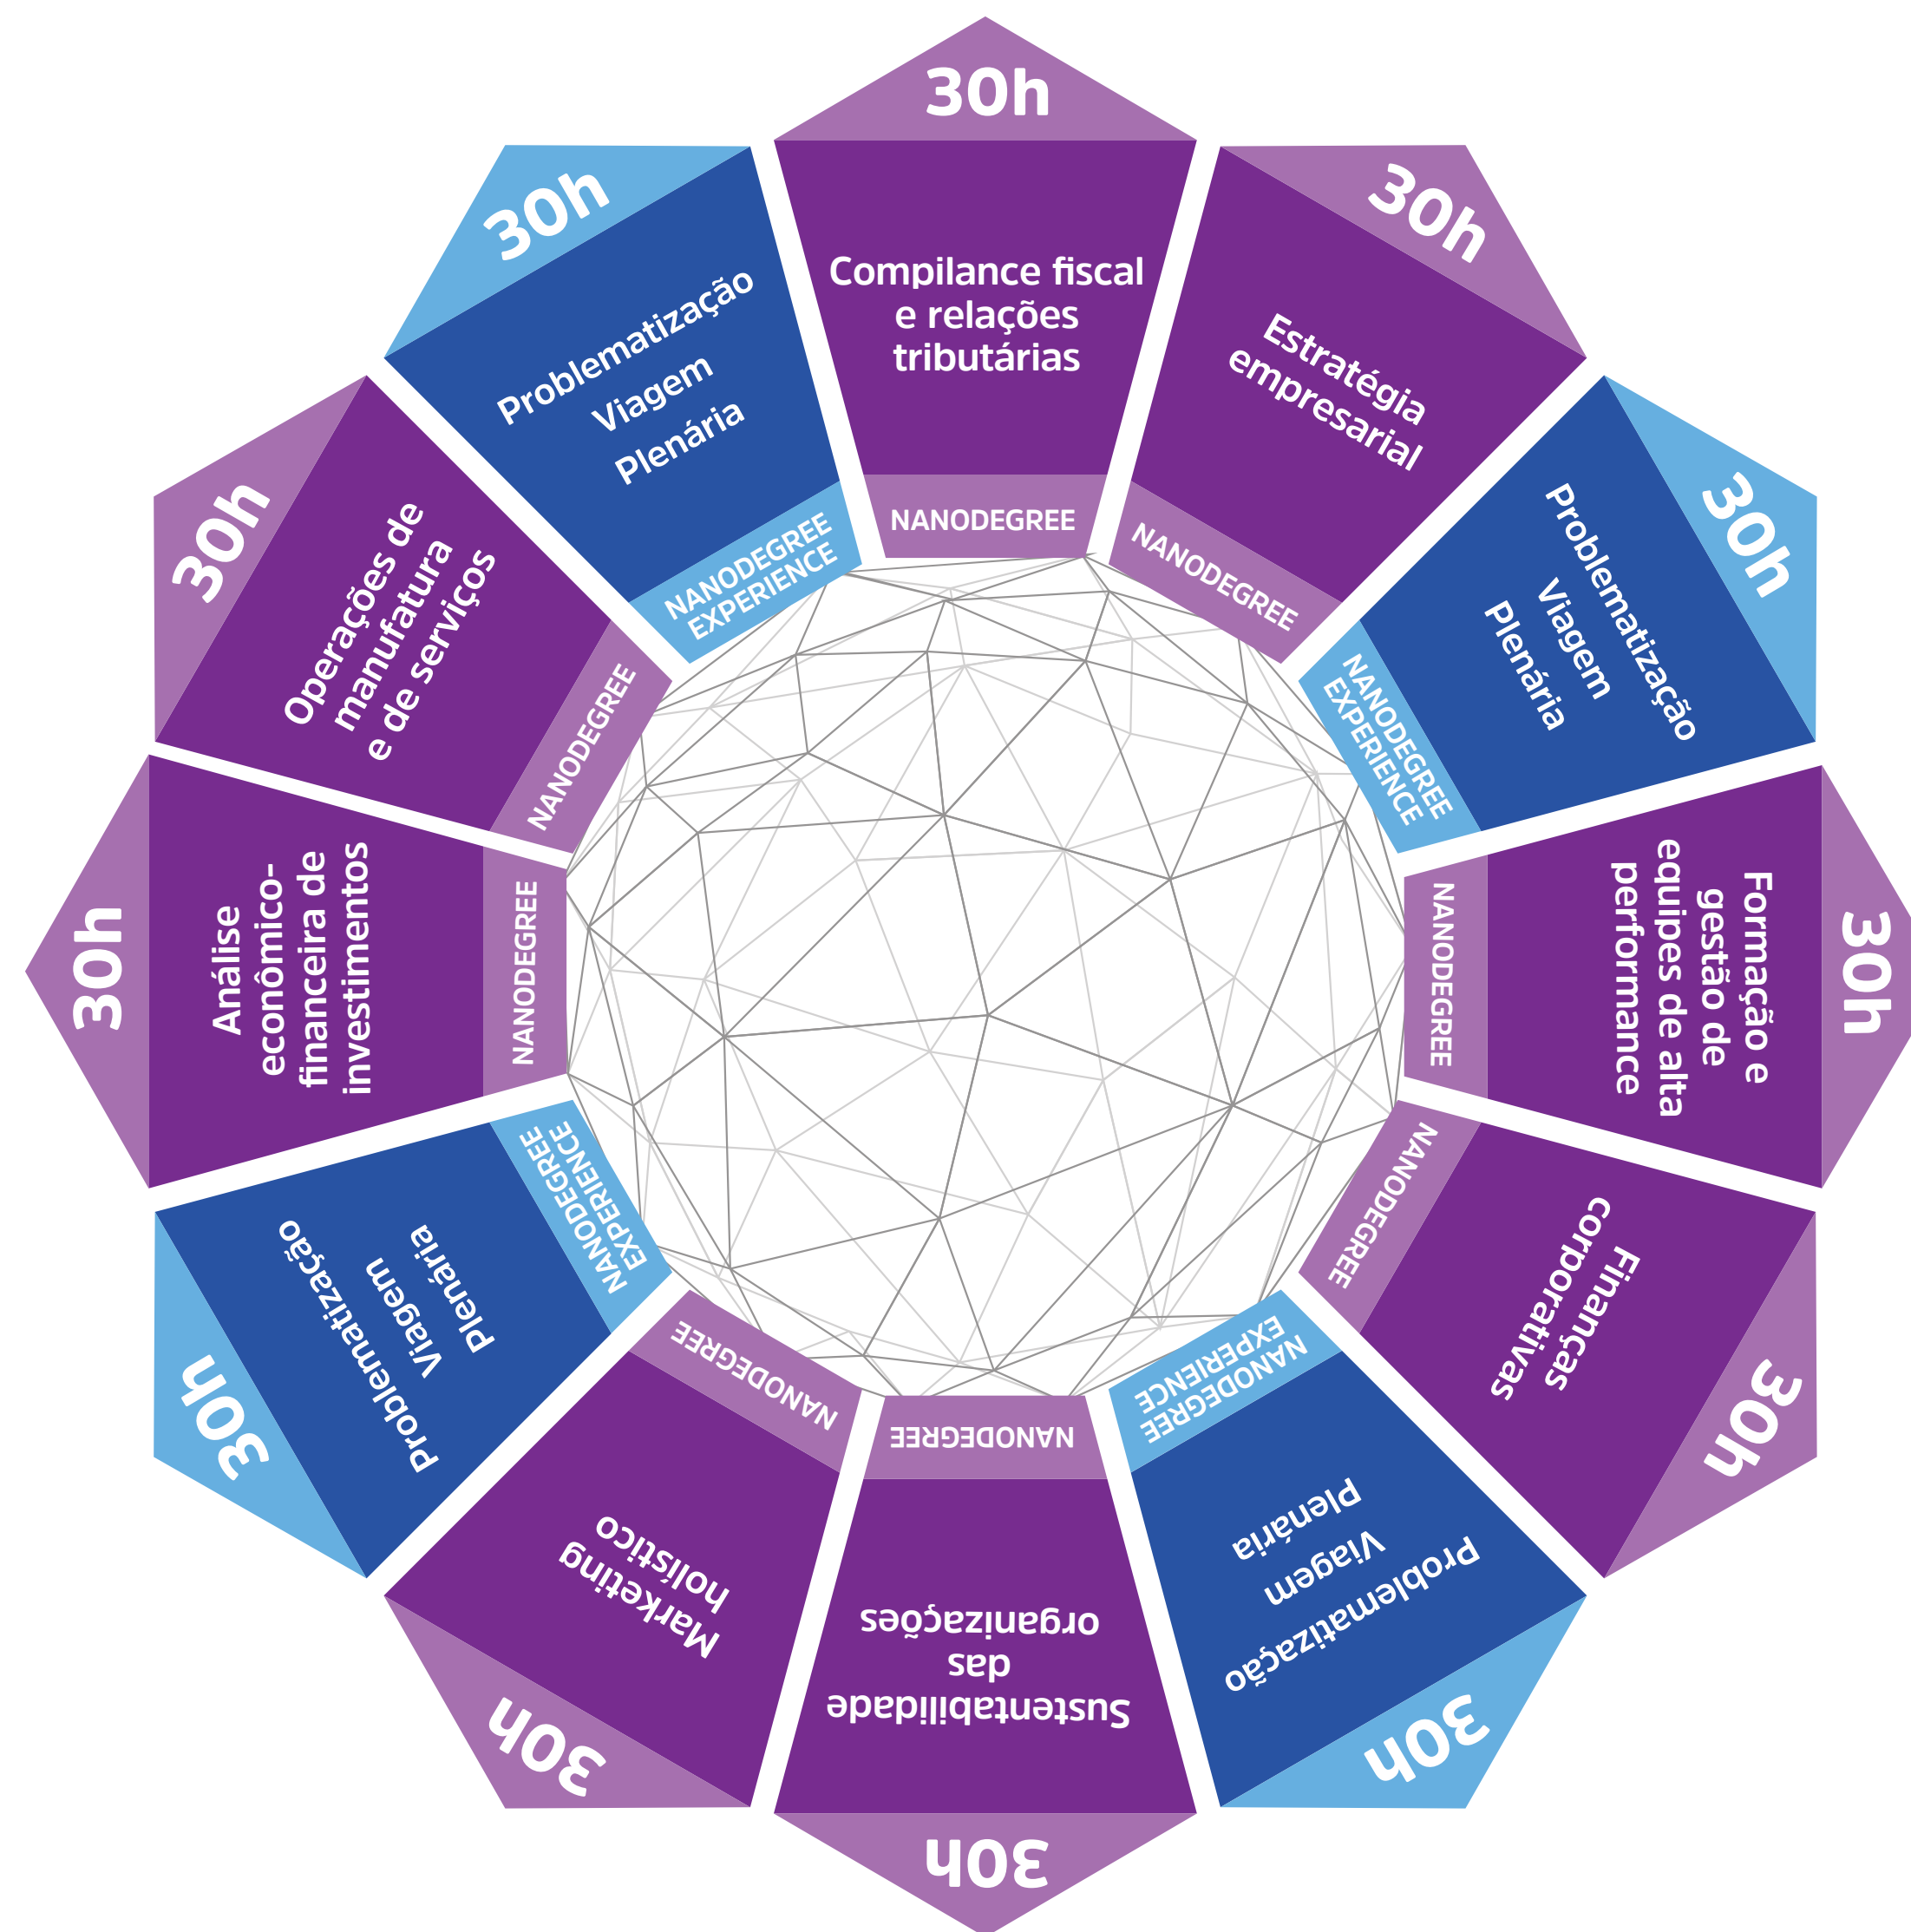 30h
Compilance fiscal
e relações
tributárias
NANODEGREE
30h
Estratégia
empresarial
NANODEGREE
30h
Problematização
Viagem
Plenária
NANODEGREE
EXPERIENCE
30h
Formação e
gestão de
equipes de alta
performance
NANODEGREE
30h
Finanças
corporativas
NANODEGREE
30h
Problematização
Viagem
Plenária
NANODEGREE
EXPERIENCE
30h
Sustentabilidade
das
organizações
NANODEGREE
30h
Marketing
holístico
NANODEGREE
30h
Problematização
Viagem
Plenária
NANODEGREE
EXPERIENCE
30h
Análise
econômico-
financeira de
investimentos
NANODEGREE
30h
Operações de
manufatura
e de serviços
NANODEGREE
30h
Problematização
Viagem
Plenária
NANODEGREE
EXPERIENCE